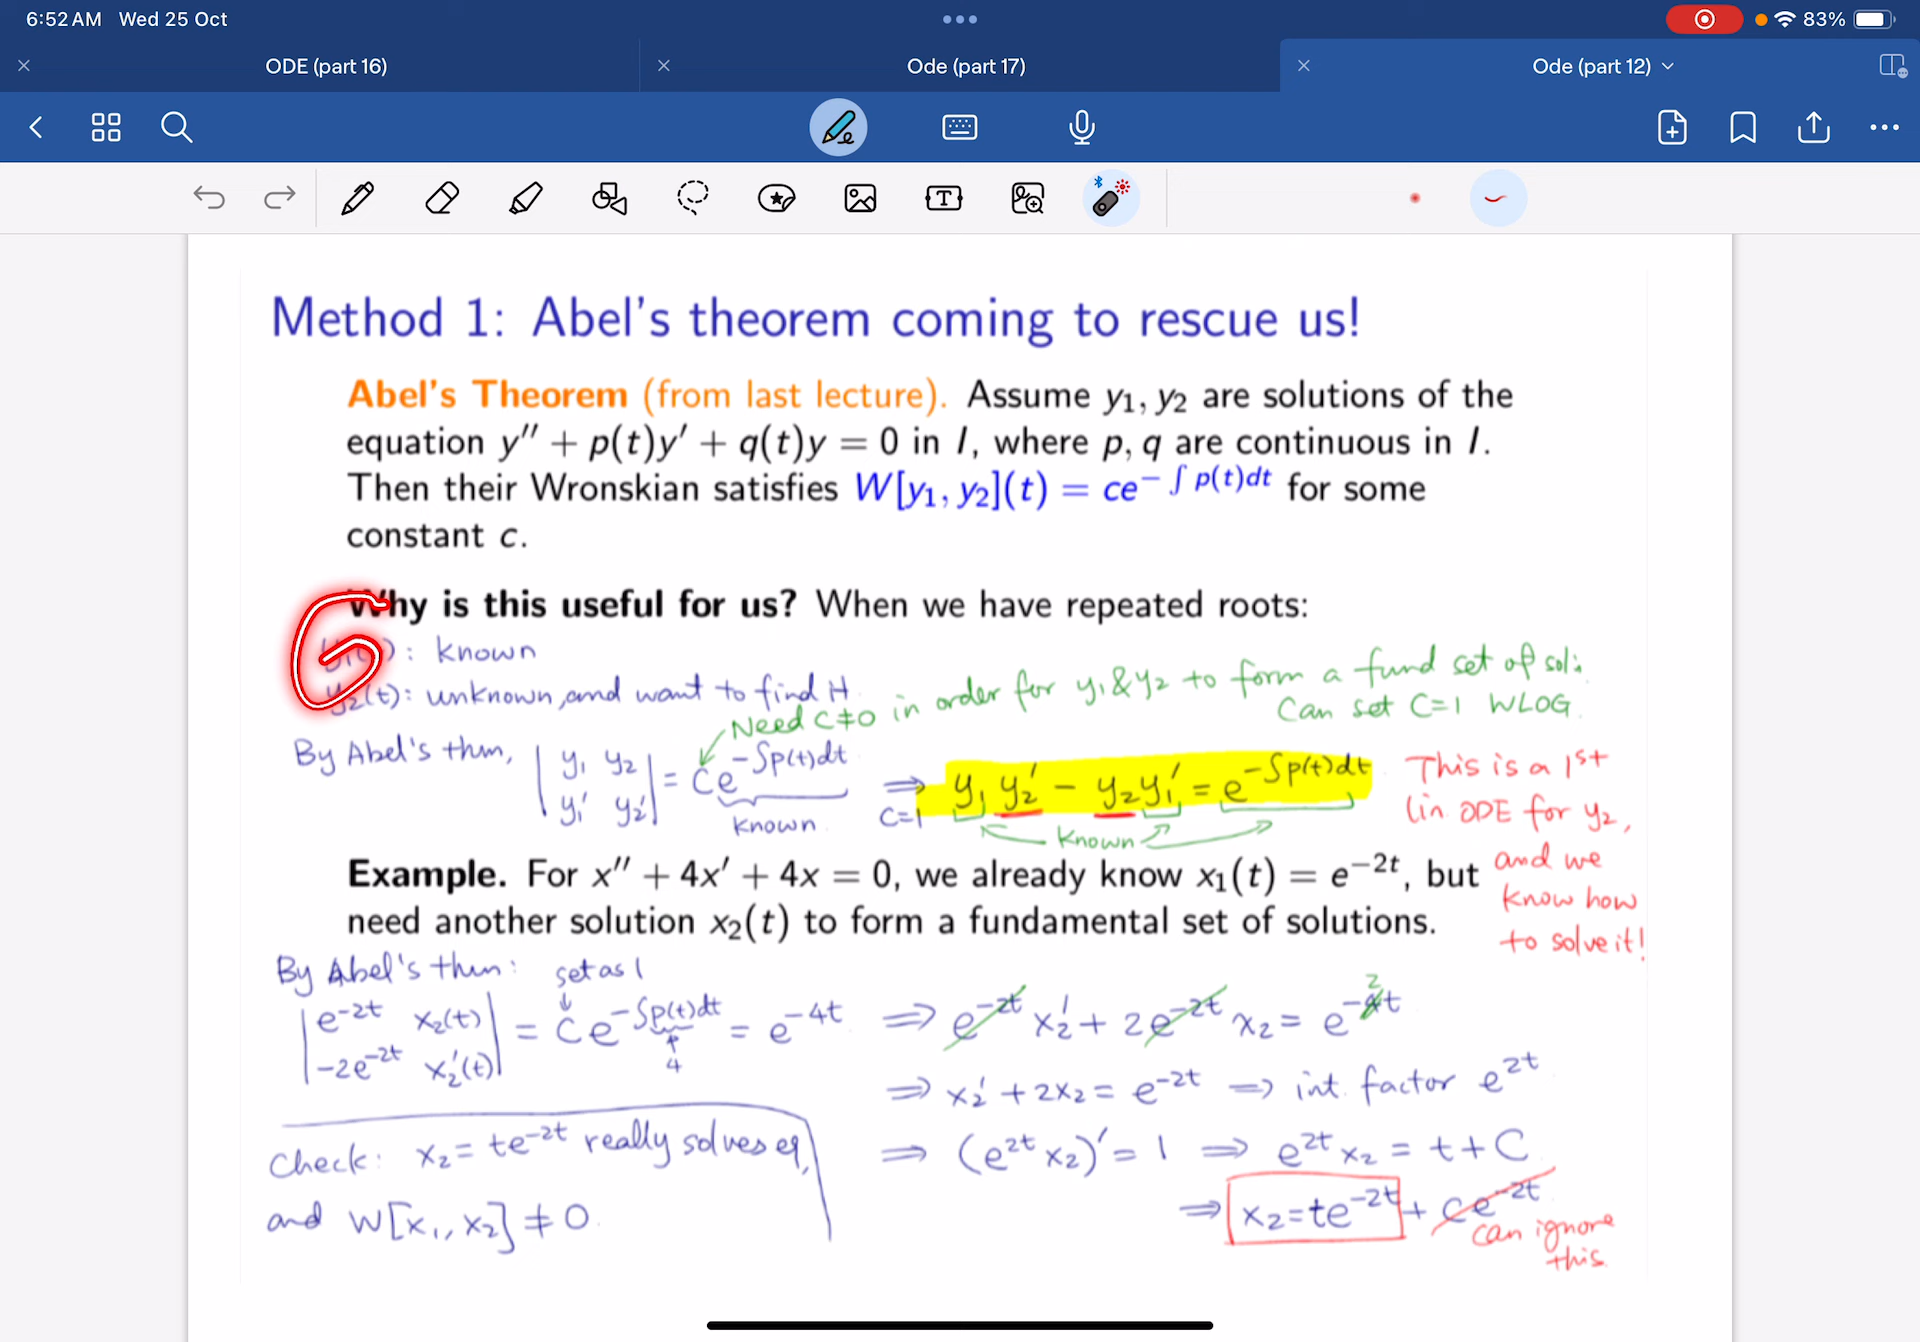 6:52 AM Wed 25 Oct
83%
ODE (part 16)
Ode (part 17)
Ode (part 12)
Method 1: Abel's theorem coming to rescue us!
Abel's Theorem (from last lecture). Assume y₁, y₂ are solutions of the
equation y″ + p(t)y′ + q(t)y = 0 in I, where p, q are continuous in I.
Then their Wronskian satisfies W[y₁, y₂](t) = ce^{−∫ p(t)dt} for some
constant c.
Why is this useful for us? When we have repeated roots:
G
y₁(t): known
y₂(t): unknown, and want to find it.
Need C≠0 in order for y₁ & y₂ to form a fund set of sol:
Can set C=1 WLOG.
By Abel's thm, | y₁ y₂ | = Ce^{−∫p(t)dt} ⟹ y₁ y₂′ − y₂ y₁′ = e^{−∫p(t)dt}
| y₁′ y₂′ |
known
C=1
known
This is a 1st
lin ODE for y₂,
and we
know how
to solve it!
Example. For x″ + 4x′ + 4x = 0, we already know x₁(t) = e^{−2t}, but
need another solution x₂(t) to form a fundamental set of solutions.
By Abel's thm: set as 1
| e^{−2t} x₂(t) | = Ce^{−∫p(t)dt} = e^{−4t} ⟹ e^{−2t} x₂′ + 2e^{−2t} x₂ = e^{−4t}
2
| −2e^{−2t} x₂′(t) |
4
⟹ x₂′ + 2x₂ = e^{−2t} ⟹ int. factor e^{2t}
⟹ (e^{2t} x₂)′ = 1 ⟹ e^{2t} x₂ = t + C
⟹ x₂ = te^{−2t} + Ce^{−2t}
can ignore
this
Check: x₂ = te^{−2t} really solves eq,
and W[x₁, x₂] ≠ 0.